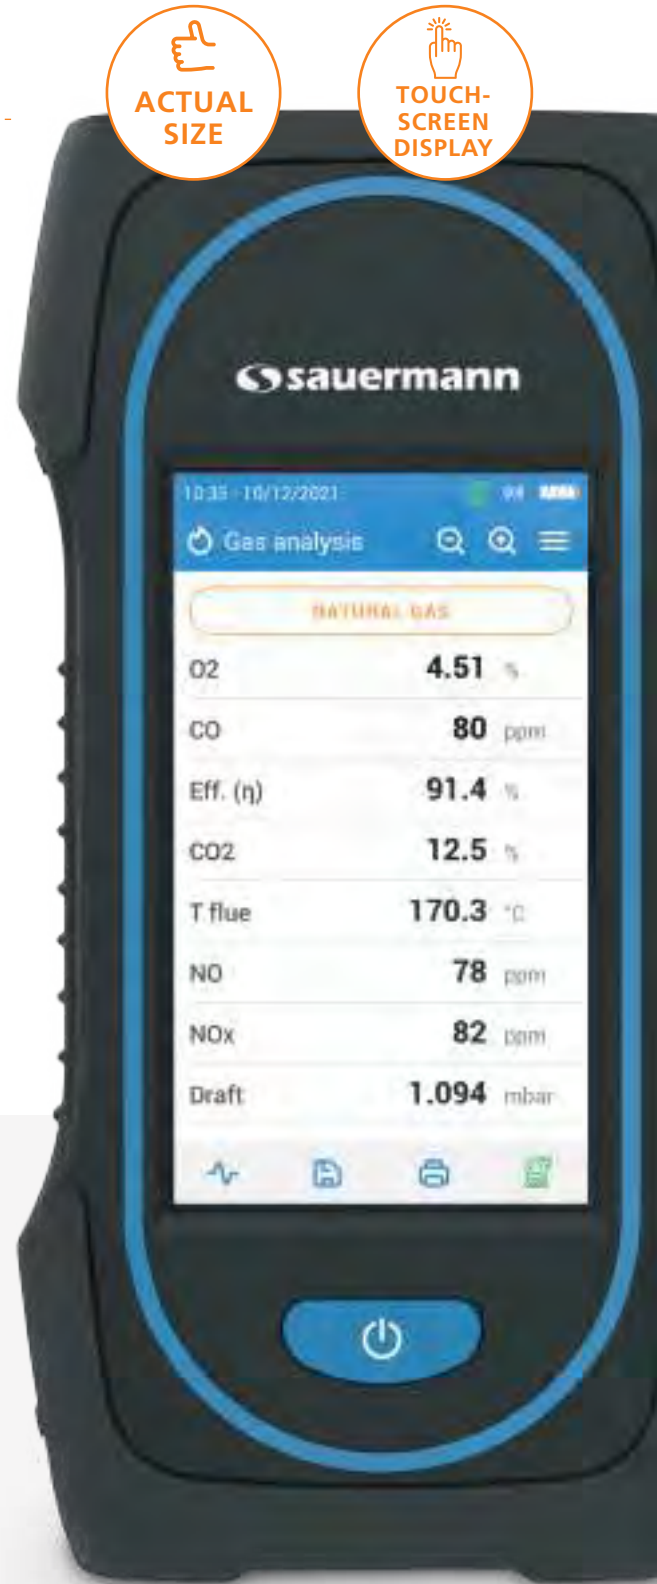 ACTUAL
SIZE
TOUCH-
SCREEN
DISPLAY
sauermann
10:35 - 10/12/2021
Gas analysis
NATURAL GAS
O2 4.51 %
CO 80 ppm
Eff. (η) 91.4 %
CO2 12.5 %
T flue 170.3 °C
NO 78 ppm
NOx 82 ppm
Draft 1.094 mbar